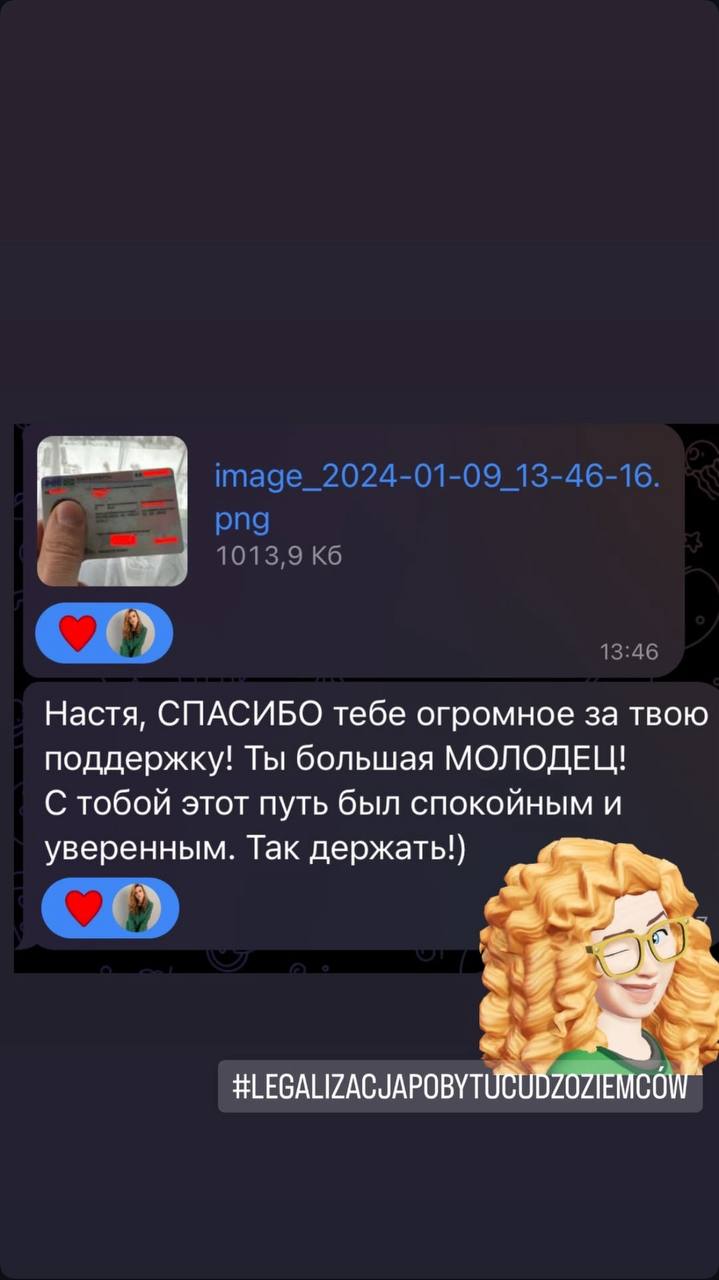 image_2024-01-09_13-46-16.
png
1013,9 Кб
13:46
Настя, СПАСИБО тебе огромное за твою
поддержку! Ты большая МОЛОДЕЦ!
С тобой этот путь был спокойным и
уверенным. Так держать!)
#LEGALIZACJAPOBYTUCUDZOZIEMCÓW